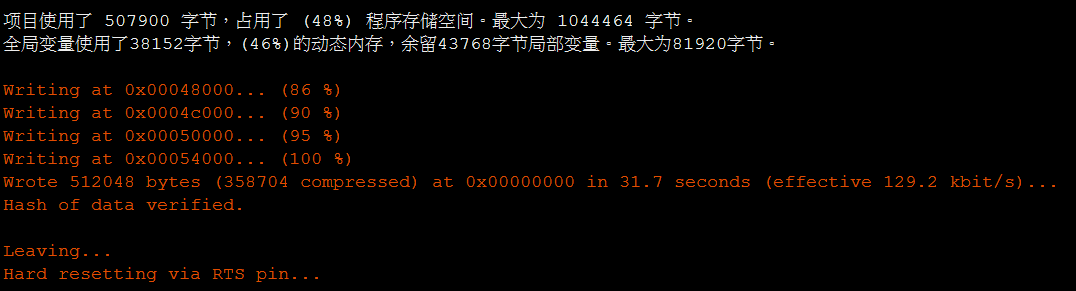 项目使用了 507900 字节，占用了 (48%) 程序存储空间。最大为 1044464 字节。
全局变量使用了38152字节，(46%)的动态内存，余留43768字节局部变量。最大为81920字节。
Writing at 0x00048000... (86 %)
Writing at 0x0004c000... (90 %)
Writing at 0x00050000... (95 %)
Writing at 0x00054000... (100 %)
Wrote 512048 bytes (358704 compressed) at 0x00000000 in 31.7 seconds (effective 129.2 kbit/s)...
Hash of data verified.
Leaving...
Hard resetting via RTS pin...